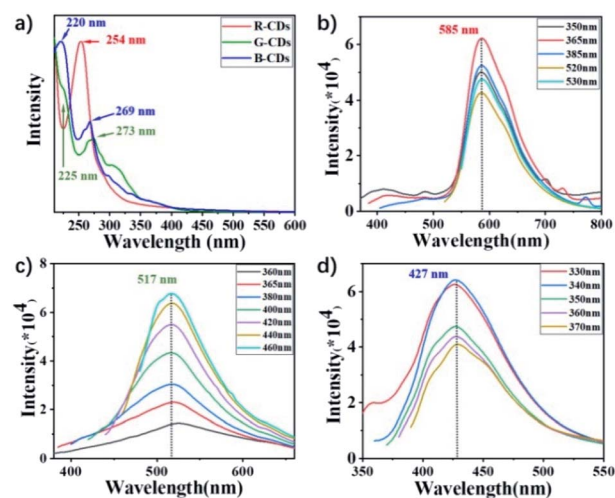 a)
220 nm
254 nm
R-CDs
G-CDs
B-CDs
269 nm
273 nm
225 nm
Intensity
250 300 350 400 450 500 550 600
Wavelength (nm)
b)
585 nm
350nm
365nm
385nm
520nm
530nm
Intensity(*10^4)
6
4
2
0
400 500 600 700 800
Wavelength(nm)
c)
517 nm
360nm
365nm
380nm
400nm
420nm
440nm
460nm
Intensity(*10^4)
8
6
4
2
0
400 500 600
Wavelength(nm)
d)
427 nm
330nm
340nm
350nm
360nm
370nm
Intensity(*10^4)
8
6
4
2
0
350 400 450 500 550
Wavelength(nm)